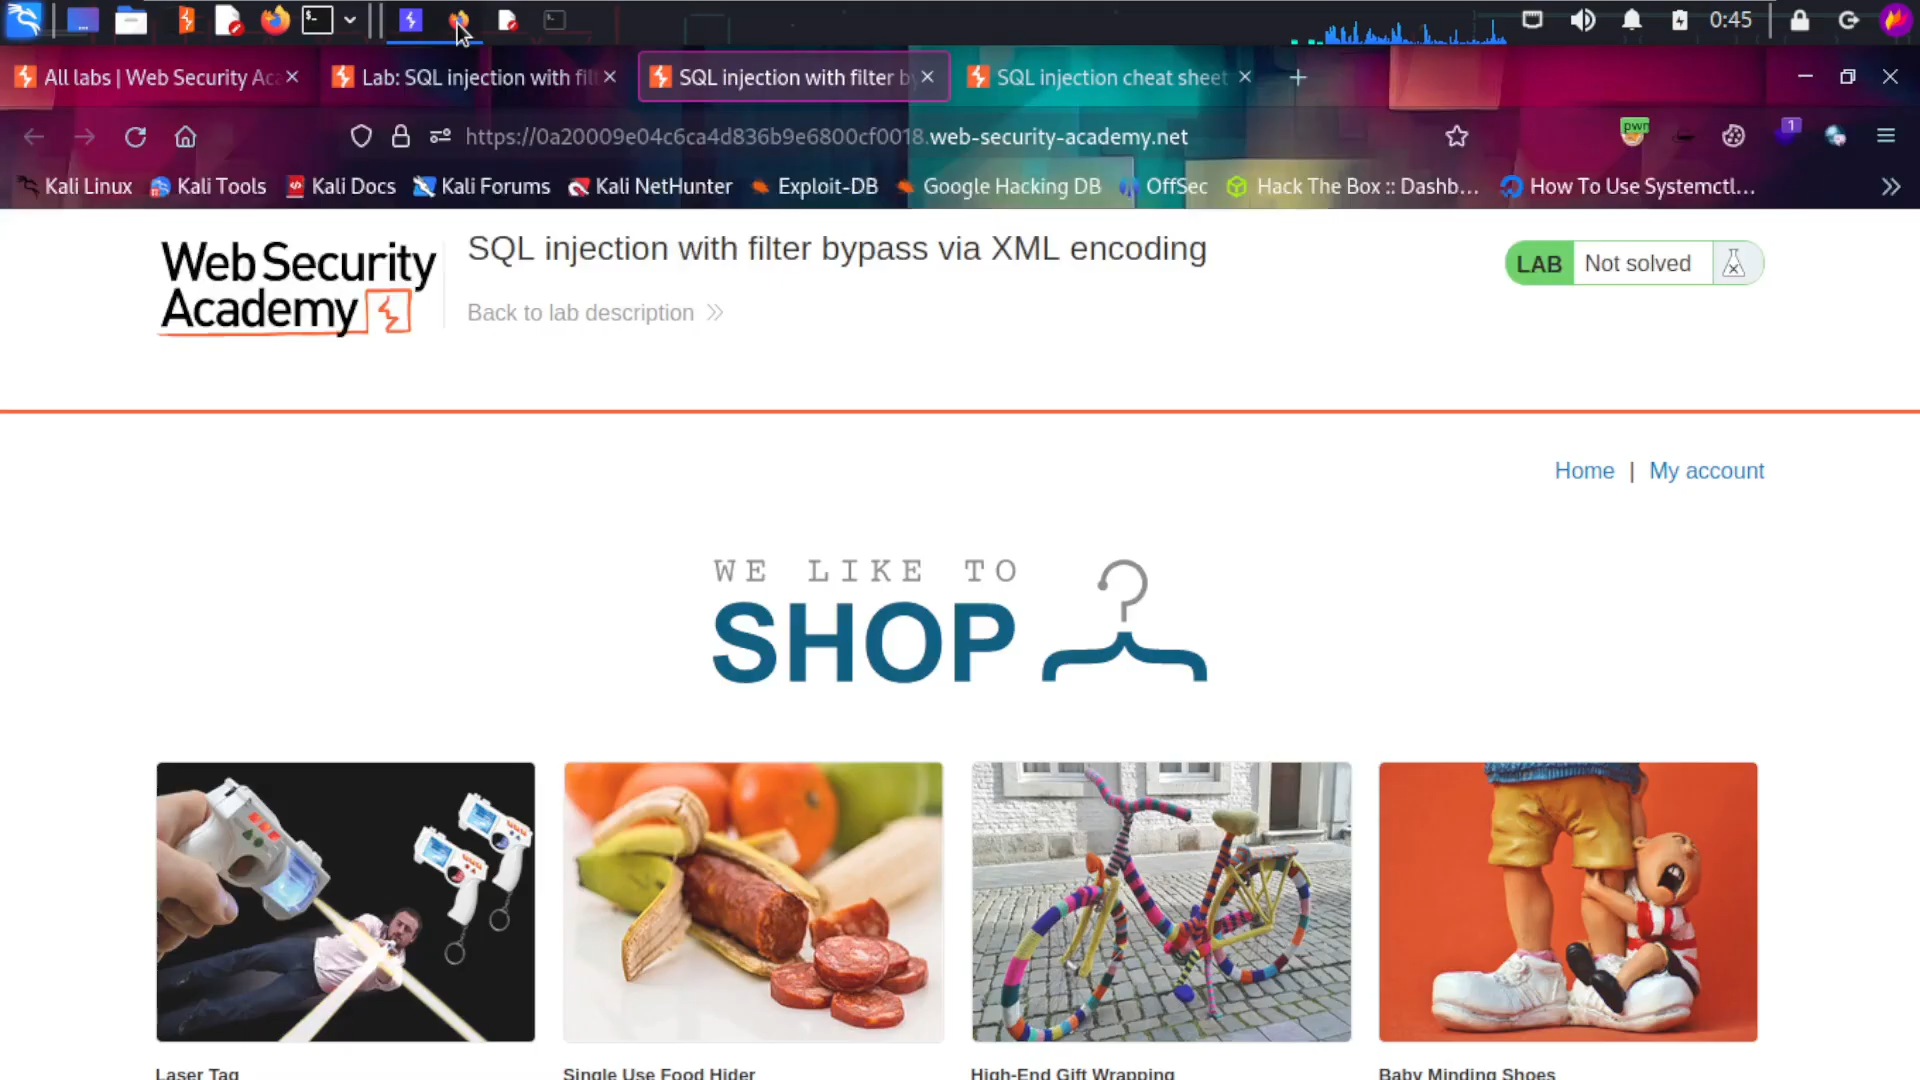 0:45
All labs | Web Security Ac
Lab: SQL injection with filt
SQL injection with filter b
SQL injection cheat sheet
https://0a20009e04c6ca4d836b9e6800cf0018.web-security-academy.net
pwn
1
Kali Linux
Kali Tools
Kali Docs
Kali Forums
Kali NetHunter
Exploit-DB
Google Hacking DB
OffSec
Hack The Box :: Dashb...
How To Use Systemctl...
Web Security
Academy
SQL injection with filter bypass via XML encoding
Back to lab description
LAB Not solved
Home | My account
WE LIKE TO
SHOP
Laser Tag
Single Use Food Hider
High-End Gift Wrapping
Baby Minding Shoes